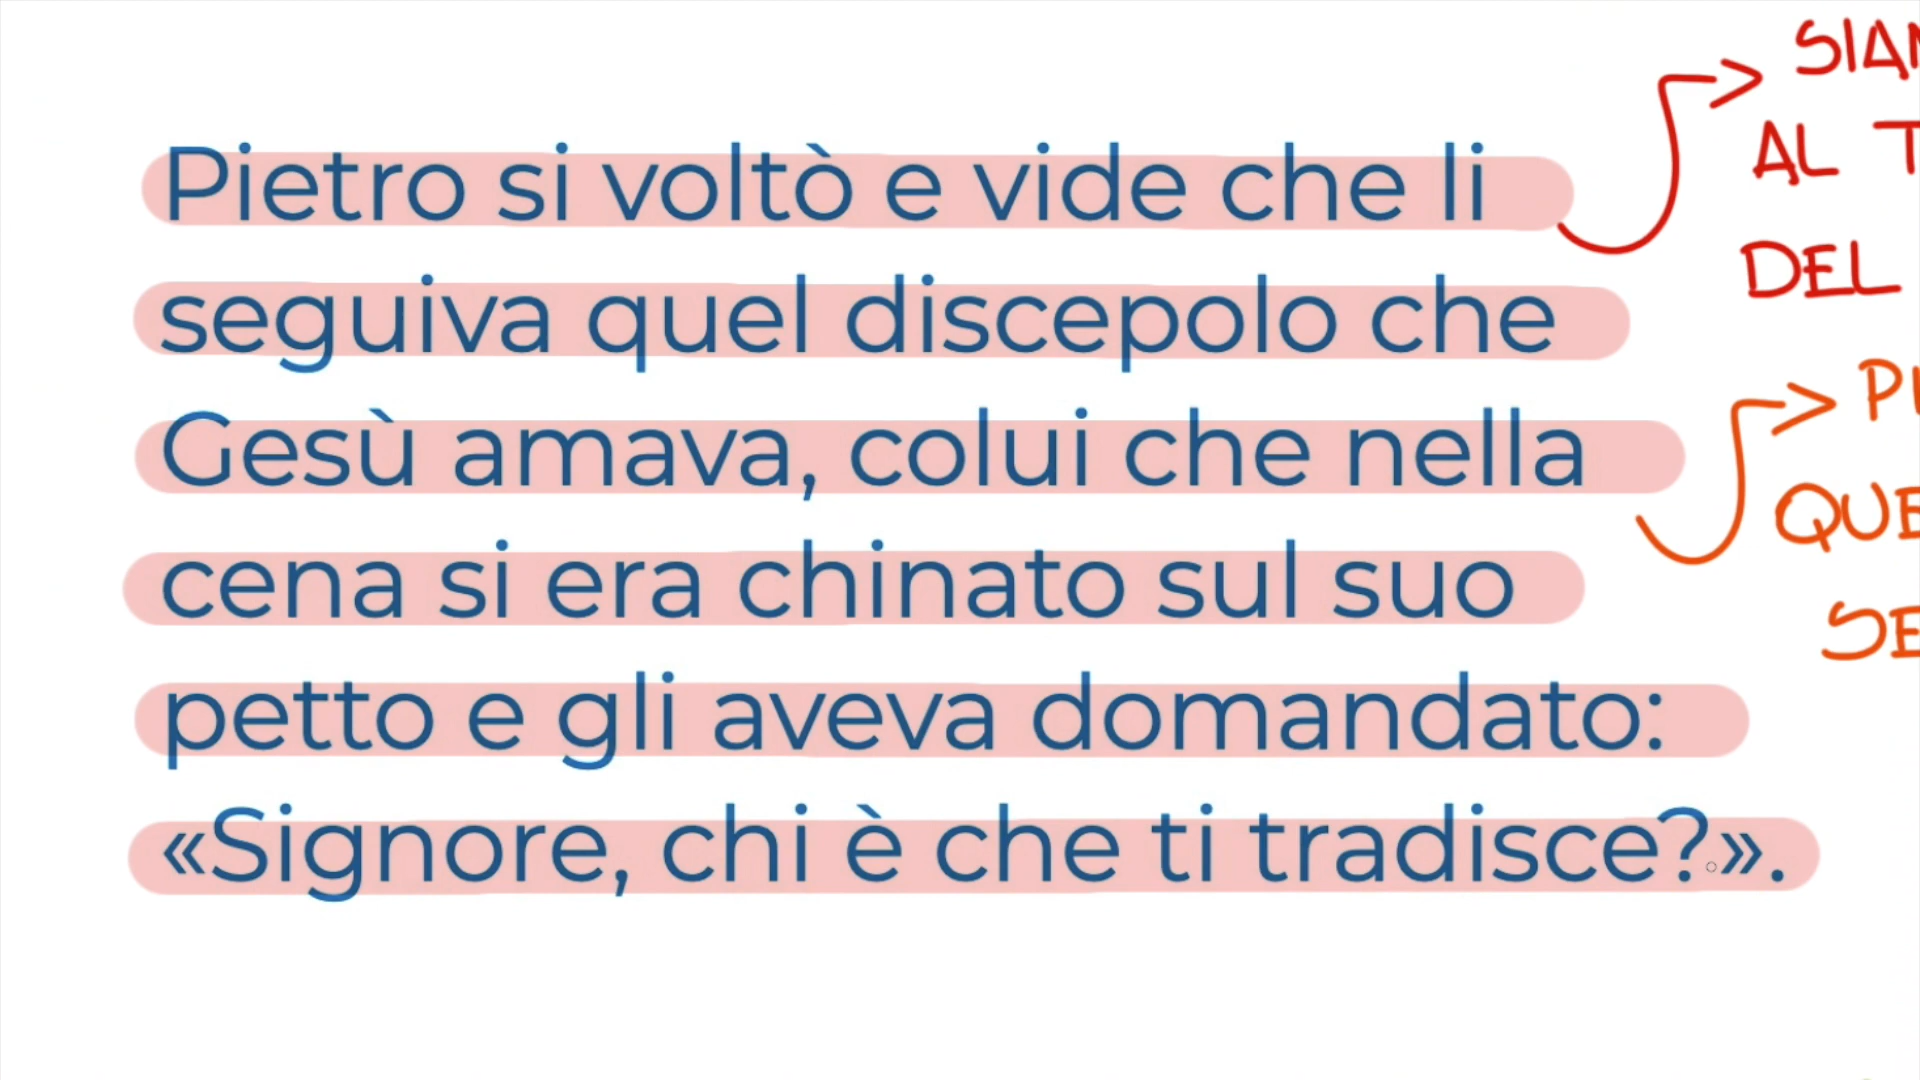 Pietro si voltò e vide che li
seguiva quel discepolo che
Gesù amava, colui che nella
cena si era chinato sul suo
petto e gli aveva domandato:
«Signore, chi è che ti tradisce?».
AL
DEL